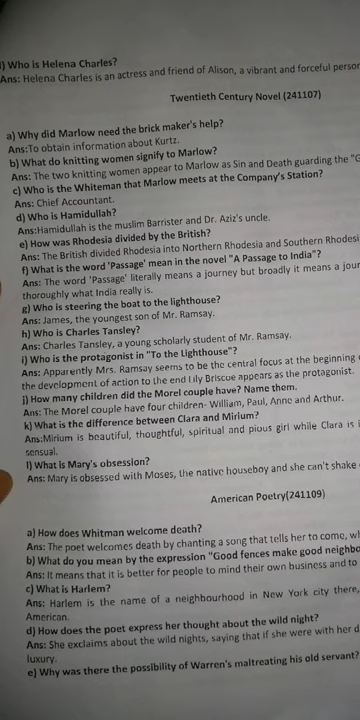 ) Who is Helena Charles?
Ans: Helena Charles is an actress and friend of Alison, a vibrant and forceful person
Twentieth Century Novel (241107)
a) Why did Marlow need the brick maker's help?
Ans:To obtain information about Kurtz.
b) What do knitting women signify to Marlow?
Ans: The two knitting women appear to Marlow as Sin and Death guarding the "G
c) Who is the Whiteman that Marlow meets at the Company's Station?
Ans: Chief Accountant.
d) Who is Hamidullah?
Ans:Hamidullah is the muslim Barrister and Dr. Aziz's uncle.
e) How was Rhodesia divided by the British?
Ans: The British divided Rhodesia into Northern Rhodesia and Southern Rhodesi
f) What is the word 'Passage' mean in the novel "A Passage to India"?
Ans: The word 'Passage' literally means a journey but broadly it means a jour
thoroughly what India really is.
g) Who is steering the boat to the lighthouse?
Ans: James, the youngest son of Mr. Ramsay.
h) Who is Charles Tansley?
Ans: Charles Tansley, a young scholarly student of Mr. Ramsay.
i) Who is the protagonist in "To the Lighthouse"?
Ans: Apparently Mrs. Ramsay seems to be the central focus at the beginning
the development of action to the end Lily Briscoe appears as the protagonist.
j) How many children did the Morel couple have? Name them.
Ans: The Morel couple have four children- William, Paul, Anne and Arthur.
k) What is the difference between Clara and Mirium?
Ans:Mirium is beautiful, thoughtful, spiritual and pious girl while Clara is i
sensual.
l) What is Mary's obsession?
Ans: Mary is obsessed with Moses, the native houseboy and she can't shake
American Poetry(241109)
a) How does Whitman welcome death?
Ans: The poet welcomes death by chanting a song that tells her to come, wh
b) What do you mean by the expression "Good fences make good neighbo
Ans: It means that it is better for people to mind their own business and to
c) What is Harlem?
Ans: Harlem is the name of a neighbourhood in New York city there,
American.
d) How does the poet express her thought about the wild night?
Ans: She exclaims about the wild nights, saying that if she were with her d
luxury.
e) Why was there the possibility of Warren's maltreating his old servant?